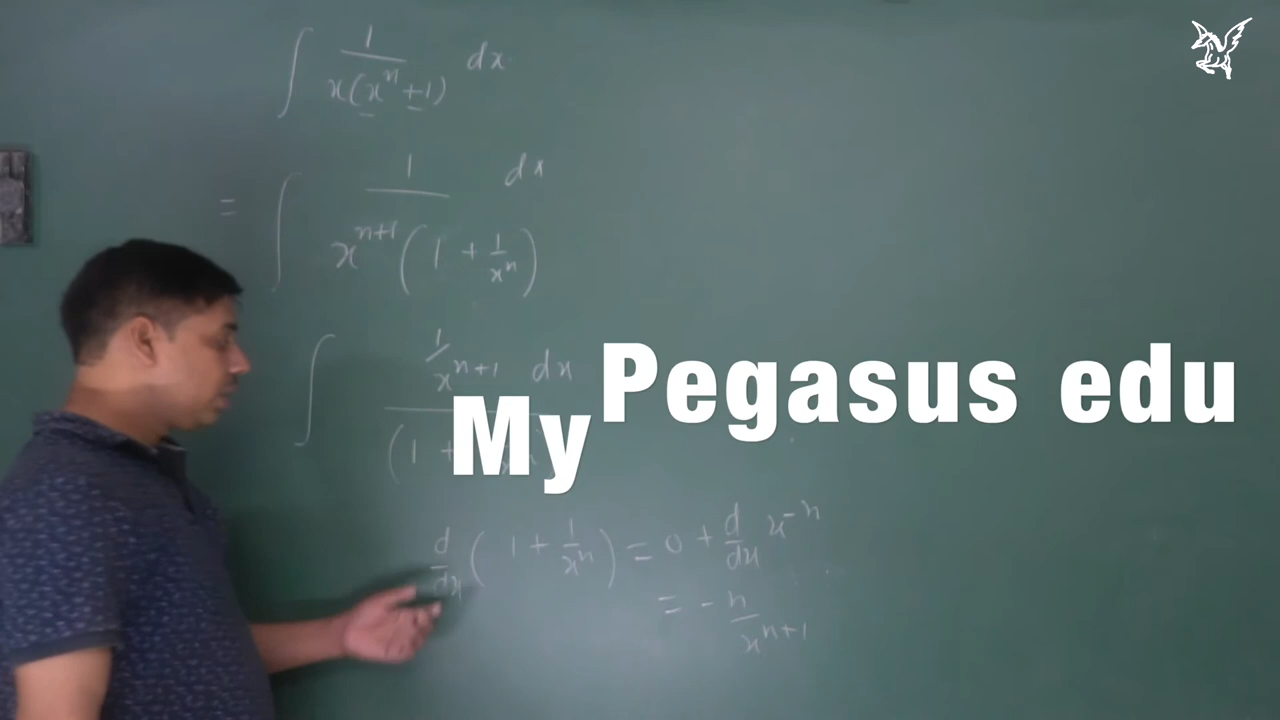 ∫ 1/x(xⁿ+1) dx
= ∫ 1/xⁿ⁺¹(1 + 1/xⁿ) dx
∫ 1/xⁿ⁺¹ dx
(1 +
My Pegasus edu
d/dx (1 + 1/xⁿ) = 0 + d/dx x⁻ⁿ
= - n/xⁿ⁺¹